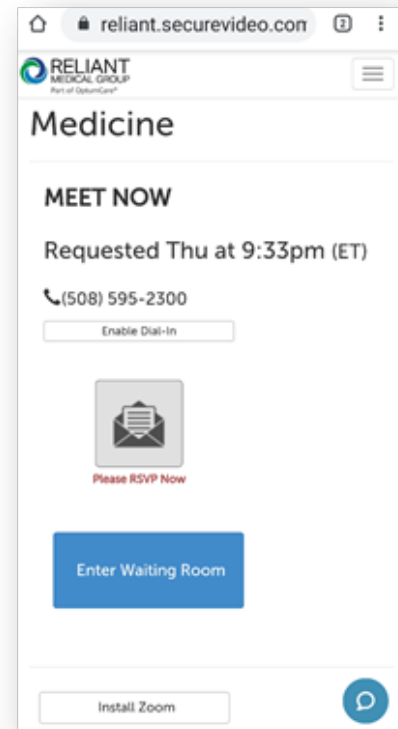 reliant.securevideo.com
2
RELIANT
MEDICAL GROUP
Part of OptumCare®
Medicine
MEET NOW
Requested Thu at 9:33pm (ET)
(508) 595-2300
Enable Dial-In
Please RSVP Now
Enter Waiting Room
Install Zoom